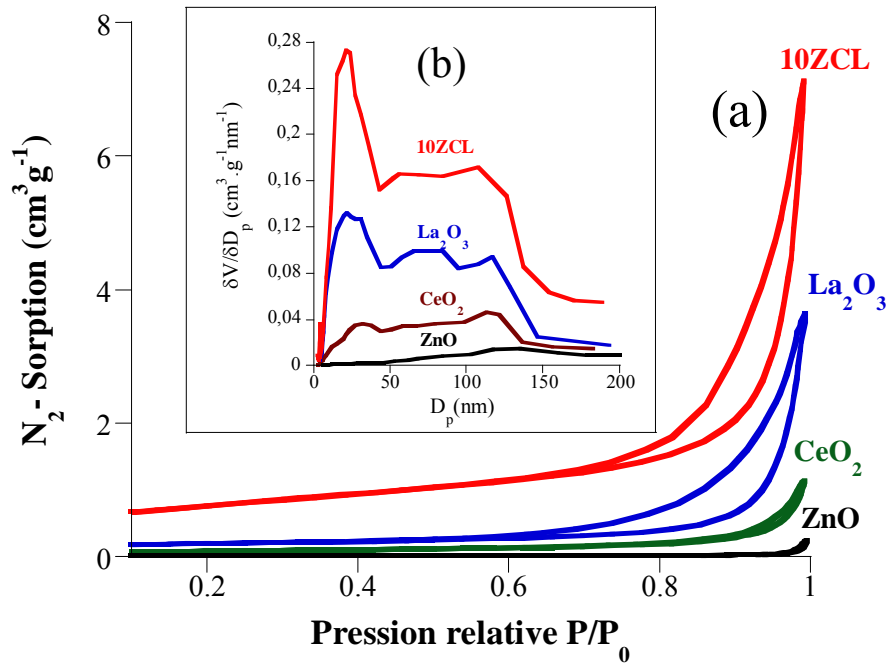 8
6
4
2
0
N₂ - Sorption (cm³g⁻¹)
0.2
0.4
0.6
0.8
1
Pression relative P/P₀
(a)
10ZCL
La₂O₃
CeO₂
ZnO
(b)
0,28
0,24
0,2
0,16
0,12
0,08
0,04
0
δV/δDₚ (cm³.g⁻¹nm⁻¹)
10ZCL
La₂O₃
CeO₂
ZnO
0
50
100
150
200
Dₚ(nm)